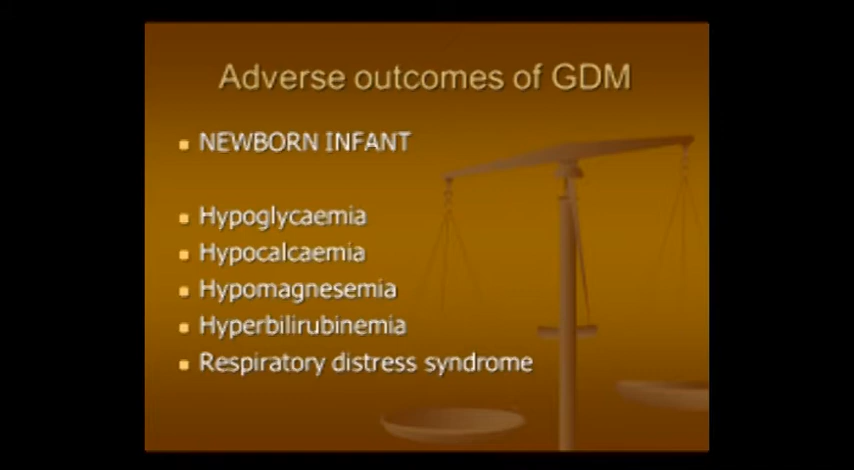 Adverse outcomes of GDM
NEWBORN INFANT
Hypoglycaemia
Hypocalcaemia
Hypomagnesemia
Hyperbilirubinemia
Respiratory distress syndrome